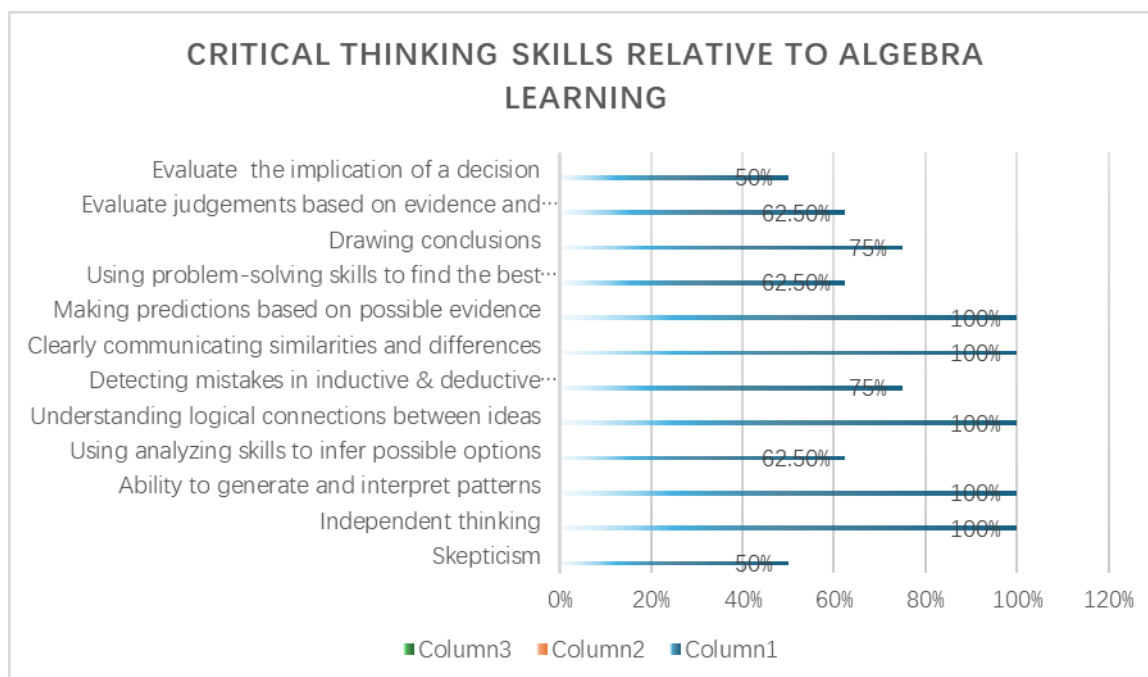 CRITICAL THINKING SKILLS RELATIVE TO ALGEBRA
LEARNING
Evaluate the implication of a decision
50%
Evaluate judgements based on evidence and ...
62.50%
Drawing conclusions
75%
Using problem-solving skills to find the best ...
62.50%
Making predictions based on possible evidence
100%
Clearly communicating similarities and differences
100%
Detecting mistakes in inductive & deductive ...
75%
Understanding logical connections between ideas
100%
Using analyzing skills to infer possible options
62.50%
Ability to generate and interpret patterns
100%
Independent thinking
100%
Skepticism
50%
0% 20% 40% 60% 80% 100% 120%
Column3 Column2 Column1